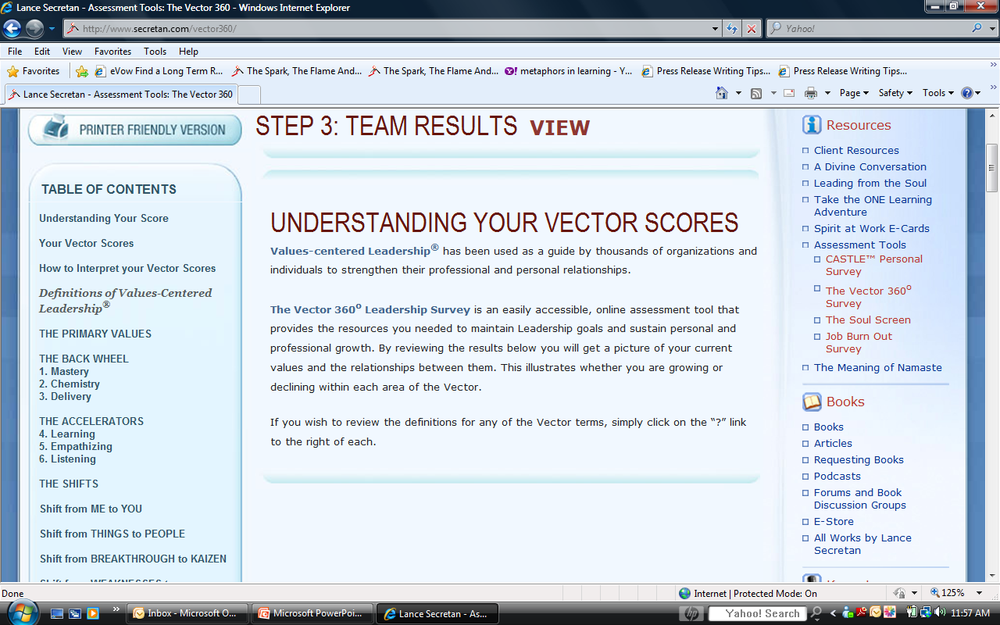 Lance Secretan - Assessment Tools: The Vector 360 - Windows Internet Explorer
http://www.secretan.com/vector360/
Yahoo!
File Edit View Favorites Tools Help
Favorites
eVow Find a Long Term R...
The Spark, The Flame And...
The Spark, The Flame And...
metaphors in learning - Y...
Press Release Writing Tips...
Press Release Writing Tips...
Lance Secretan - Assessment Tools: The Vector 360
Page Safety Tools
PRINTER FRIENDLY VERSION
TABLE OF CONTENTS
Understanding Your Score
Your Vector Scores
How to Interpret your Vector Scores
Definitions of Values-Centered
Leadership®
THE PRIMARY VALUES
THE BACK WHEEL
1. Mastery
2. Chemistry
3. Delivery
THE ACCELERATORS
4. Learning
5. Empathizing
6. Listening
THE SHIFTS
Shift from ME to YOU
Shift from THINGS to PEOPLE
Shift from BREAKTHROUGH to KAIZEN
STEP 3: TEAM RESULTS VIEW
UNDERSTANDING YOUR VECTOR SCORES
Values-centered Leadership® has been used as a guide by thousands of organizations and
individuals to strengthen their professional and personal relationships.
The Vector 360º Leadership Survey is an easily accessible, online assessment tool that
provides the resources you needed to maintain Leadership goals and sustain personal and
professional growth. By reviewing the results below you will get a picture of your current
values and the relationships between them. This illustrates whether you are growing or
declining within each area of the Vector.
If you wish to review the definitions for any of the Vector terms, simply click on the “?” link
to the right of each.
Resources
Client Resources
A Divine Conversation
Leading from the Soul
Take the ONE Learning
Adventure
Spirit at Work E-Cards
Assessment Tools
CASTLE™ Personal
Survey
The Vector 360º
Survey
The Soul Screen
Job Burn Out
Survey
The Meaning of Namaste
Books
Books
Articles
Requesting Books
Podcasts
Forums and Book
Discussion Groups
E-Store
All Works by Lance
Secretan
Done
Internet | Protected Mode: On
125%
Inbox - Microsoft O...
Microsoft PowerPoi...
Lance Secretan - As...
hp
Yahoo! Search
11:57 AM